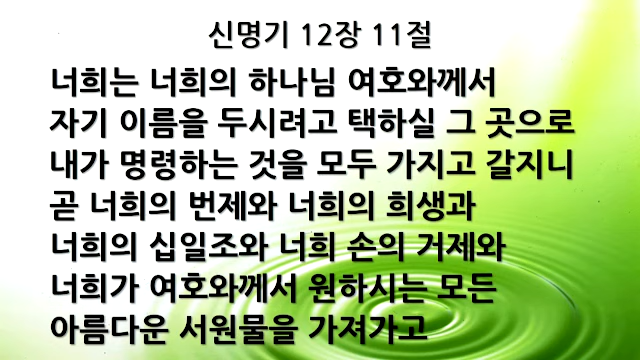 신명기 12장 11절
너희는 너희의 하나님 여호와께서
자기 이름을 두시려고 택하실 그 곳으로
내가 명령하는 것을 모두 가지고 갈지니
곧 너희의 번제와 너희의 희생과
너희의 십일조와 너희 손의 거제와
너희가 여호와께서 원하시는 모든
아름다운 서원물을 가져가고